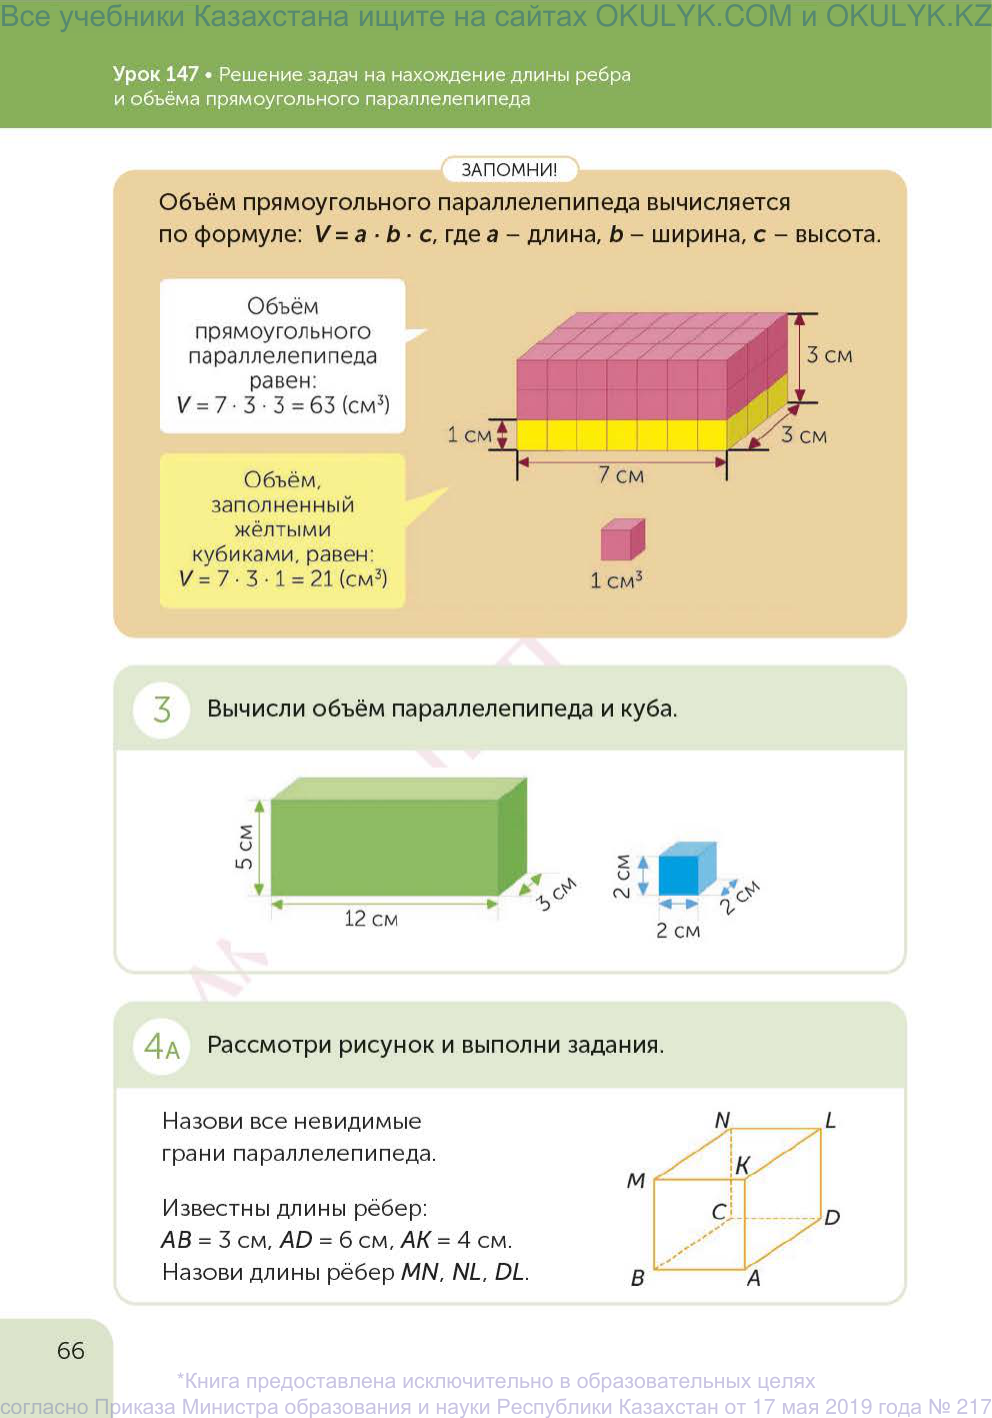 Все учебники Казахстана ищите на сайтах OKULYK.COM и OKULYK.KZ
Урок 147 • Решение задач на нахождение длины ребра
и объёма прямоугольного параллелепипеда
ЗАПОМНИ!
Объём прямоугольного параллелепипеда вычисляется
по формуле: V = a · b · c, где a – длина, b – ширина, c – высота.
Объём
прямоугольного
параллелепипеда
равен:
V = 7 · 3 · 3 = 63 (см³)
3 см
1 см
3 см
7 см
Объём,
заполненный
жёлтыми
кубиками, равен:
V = 7 · 3 · 1 = 21 (см³)
1 см³
3 Вычисли объём параллелепипеда и куба.
5 см
12 см
3 см
2 см
2 см
2 см
4А Рассмотри рисунок и выполни задания.
Назови все невидимые
грани параллелепипеда.
Известны длины рёбер:
AB = 3 см, AD = 6 см, AK = 4 см.
Назови длины рёбер MN, NL, DL.
N L
M K
C D
B A
66
*Книга предоставлена исключительно в образовательных целях
согласно Приказа Министра образования и науки Республики Казахстан от 17 мая 2019 года № 217